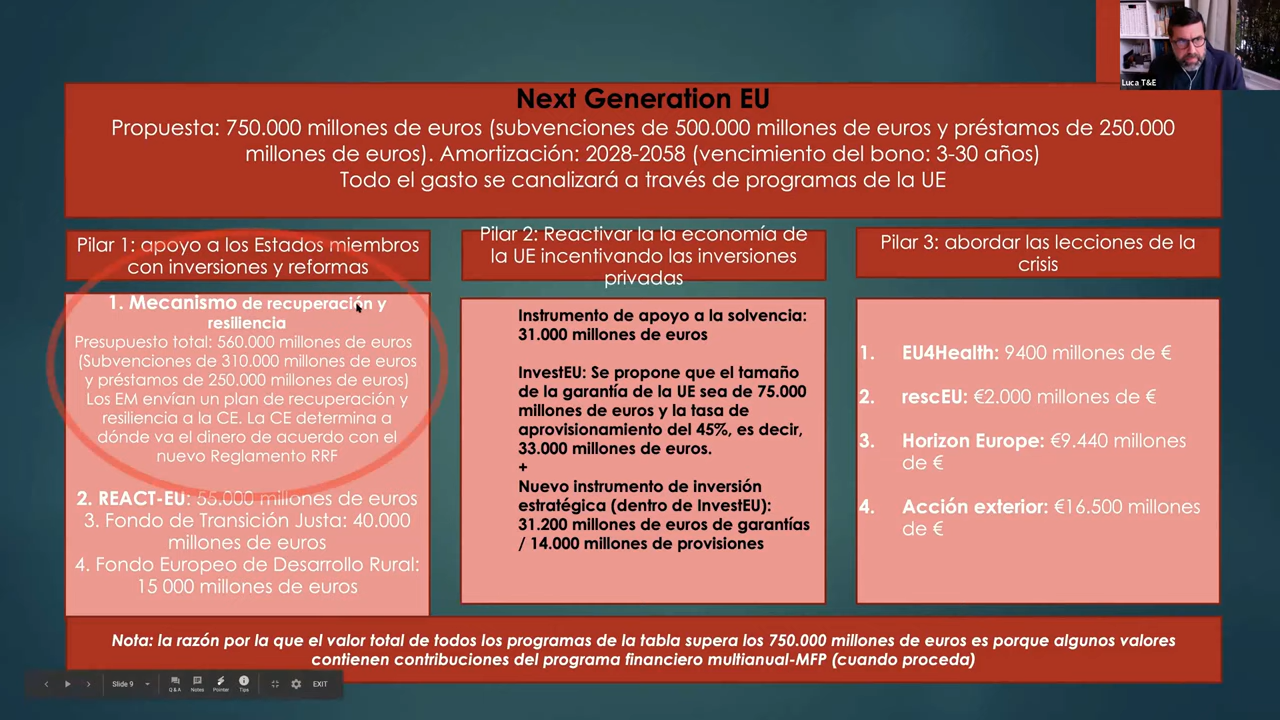 Luca T&E
Next Generation EU
Propuesta: 750.000 millones de euros (subvenciones de 500.000 millones de euros y préstamos de 250.000
millones de euros). Amortización: 2028-2058 (vencimiento del bono: 3-30 años)
Todo el gasto se canalizará a través de programas de la UE
Pilar 1: apoyo a los Estados miembros
con inversiones y reformas
1. Mecanismo de recuperación y
resiliencia
Presupuesto total: 560.000 millones de euros
(Subvenciones de 310.000 millones de euros
y préstamos de 250.000 millones de euros)
Los EM envían un plan de recuperación y
resiliencia a la CE. La CE determina a
dónde va el dinero de acuerdo con el
nuevo Reglamento RRF
2. REACT-EU: 55.000 millones de euros
3. Fondo de Transición Justa: 40.000
millones de euros
4. Fondo Europeo de Desarrollo Rural:
15 000 millones de euros
Pilar 2: Reactivar la la economía de
la UE incentivando las inversiones
privadas
Instrumento de apoyo a la solvencia:
31.000 millones de euros
InvestEU: Se propone que el tamaño
de la garantía de la UE sea de 75.000
millones de euros y la tasa de
aprovisionamiento del 45%, es decir,
33.000 millones de euros.
+
Nuevo instrumento de inversión
estratégica (dentro de InvestEU):
31.200 millones de euros de garantías
/ 14.000 millones de provisiones
Pilar 3: abordar las lecciones de la
crisis
1. EU4Health: 9400 millones de €
2. rescEU: €2.000 millones de €
3. Horizon Europe: €9.440 millones
de €
4. Acción exterior: €16.500 millones
de €
Nota: la razón por la que el valor total de todos los programas de la tabla supera los 750.000 millones de euros es porque algunos valores
contienen contribuciones del programa financiero multianual-MFP (cuando proceda)
Slide 9
Q & A
Notes
Pointer
Tips
EXIT